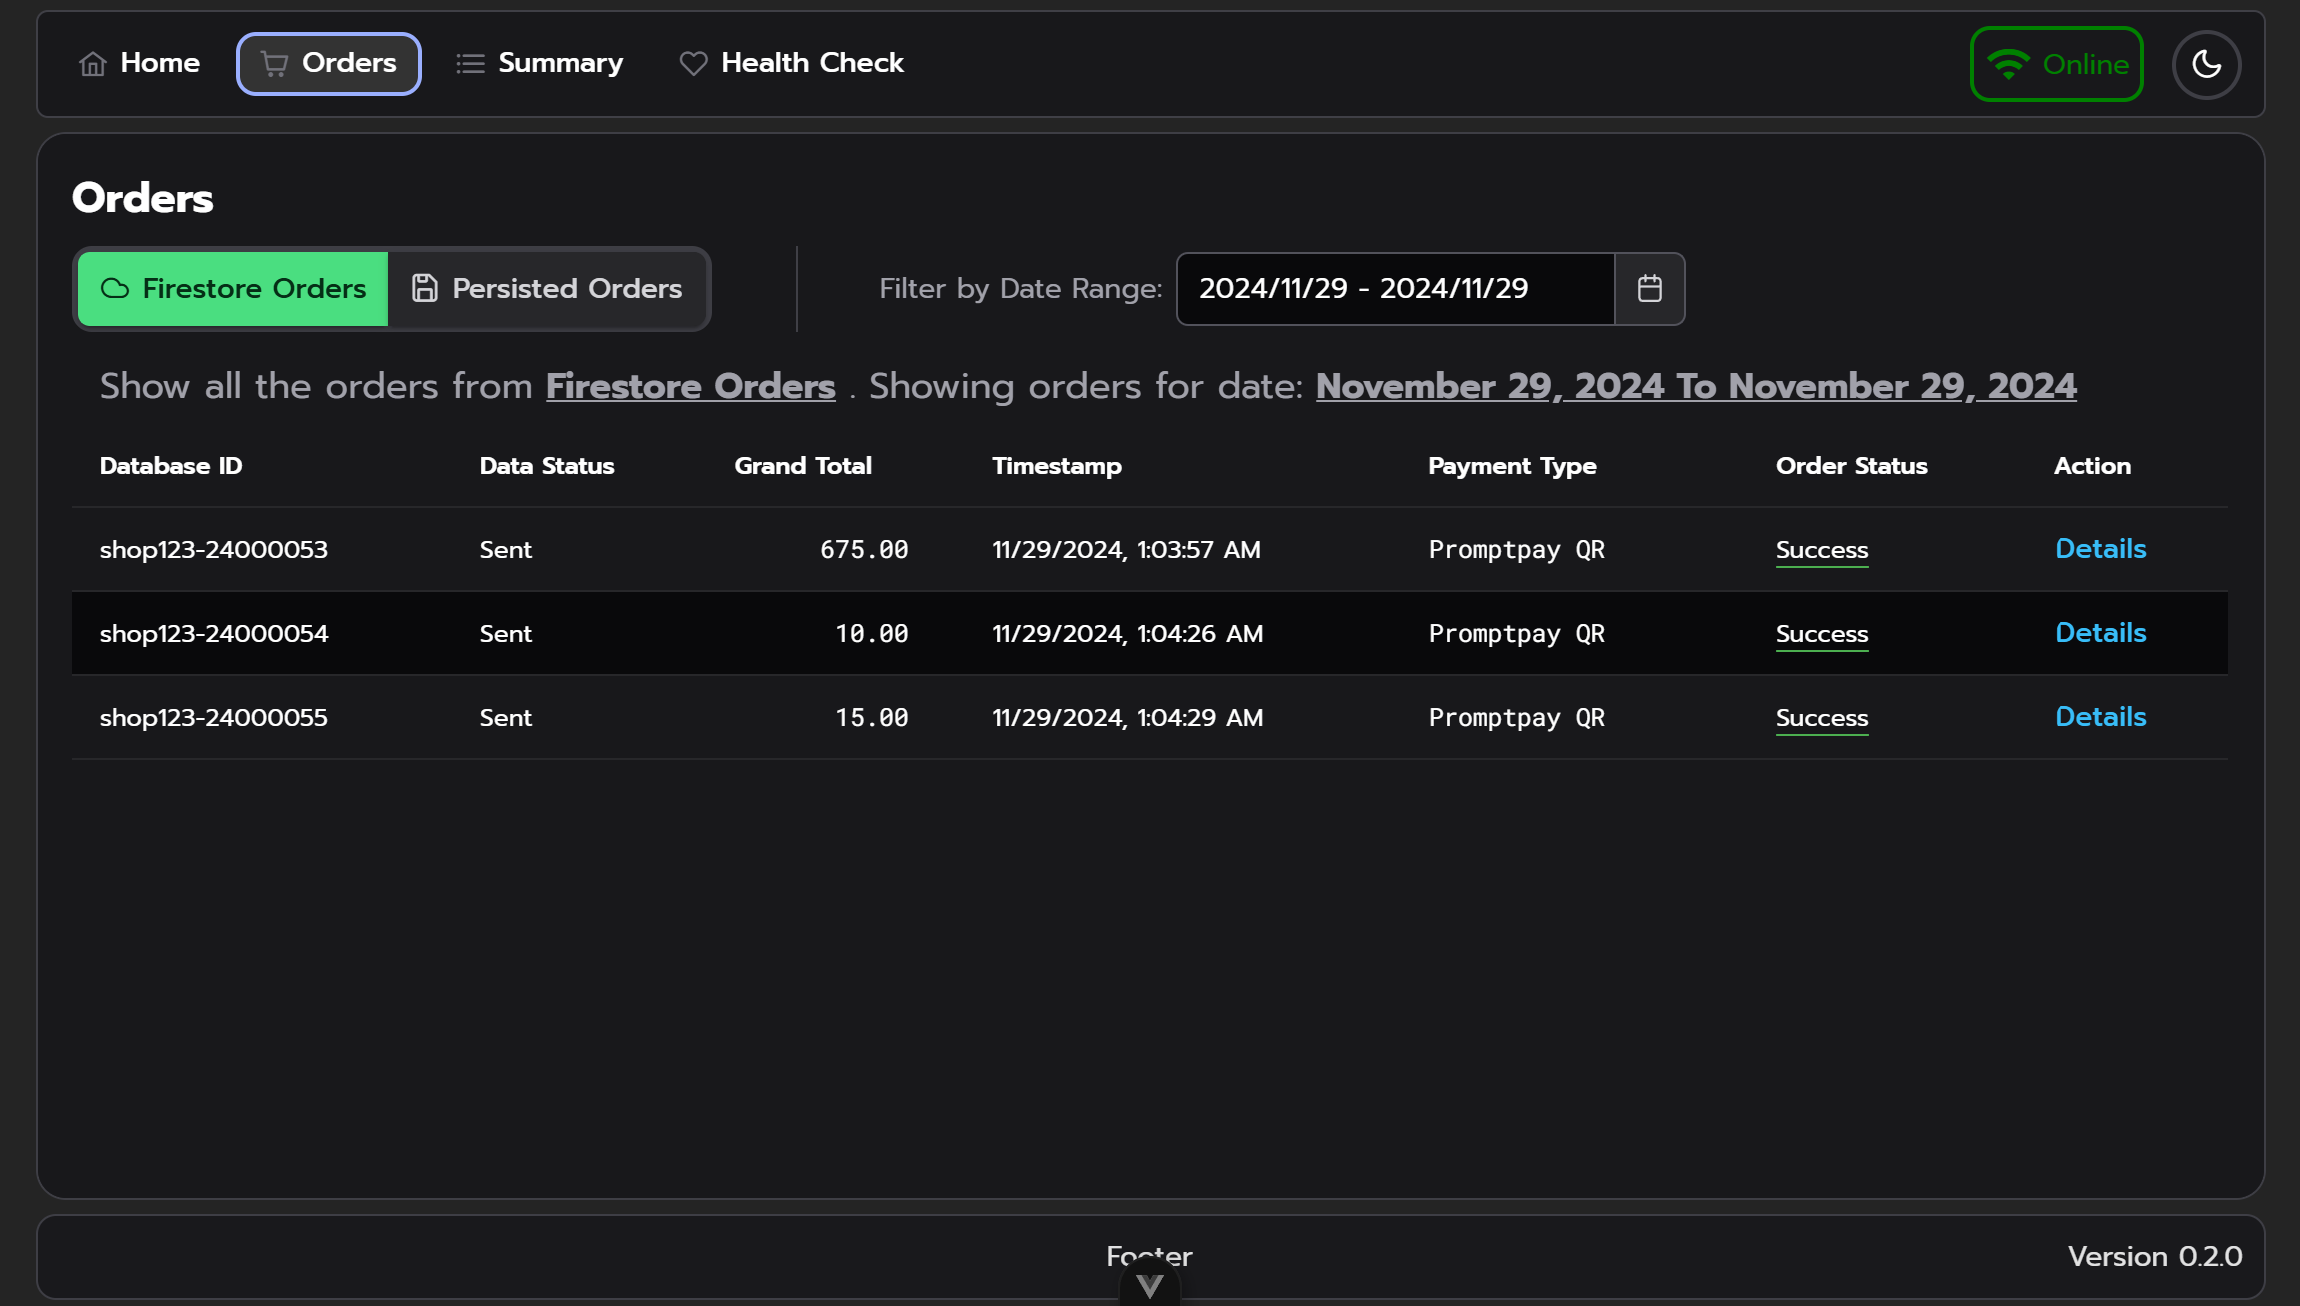 Home Orders Summary Health Check Online
Orders
Firestore Orders Persisted Orders Filter by Date Range: 2024/11/29 - 2024/11/29
Show all the orders from Firestore Orders . Showing orders for date: November 29, 2024 To November 29, 2024
Database ID Data Status Grand Total Timestamp Payment Type Order Status Action
shop123-24000053 Sent 675.00 11/29/2024, 1:03:57 AM Promptpay QR Success Details
shop123-24000054 Sent 10.00 11/29/2024, 1:04:26 AM Promptpay QR Success Details
shop123-24000055 Sent 15.00 11/29/2024, 1:04:29 AM Promptpay QR Success Details
Footer Version 0.2.0